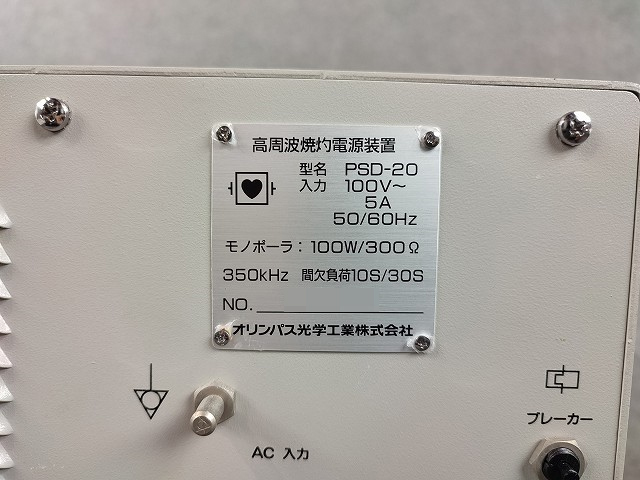 高周波焼灼電源装置
型名 PSD-20
入力 100V～
5A
50/60Hz
モノポーラ：100W/300Ω
350kHz 間欠負荷10S/30S
NO.
オリンパス光学工業株式会社
ブレーカー
AC 入力